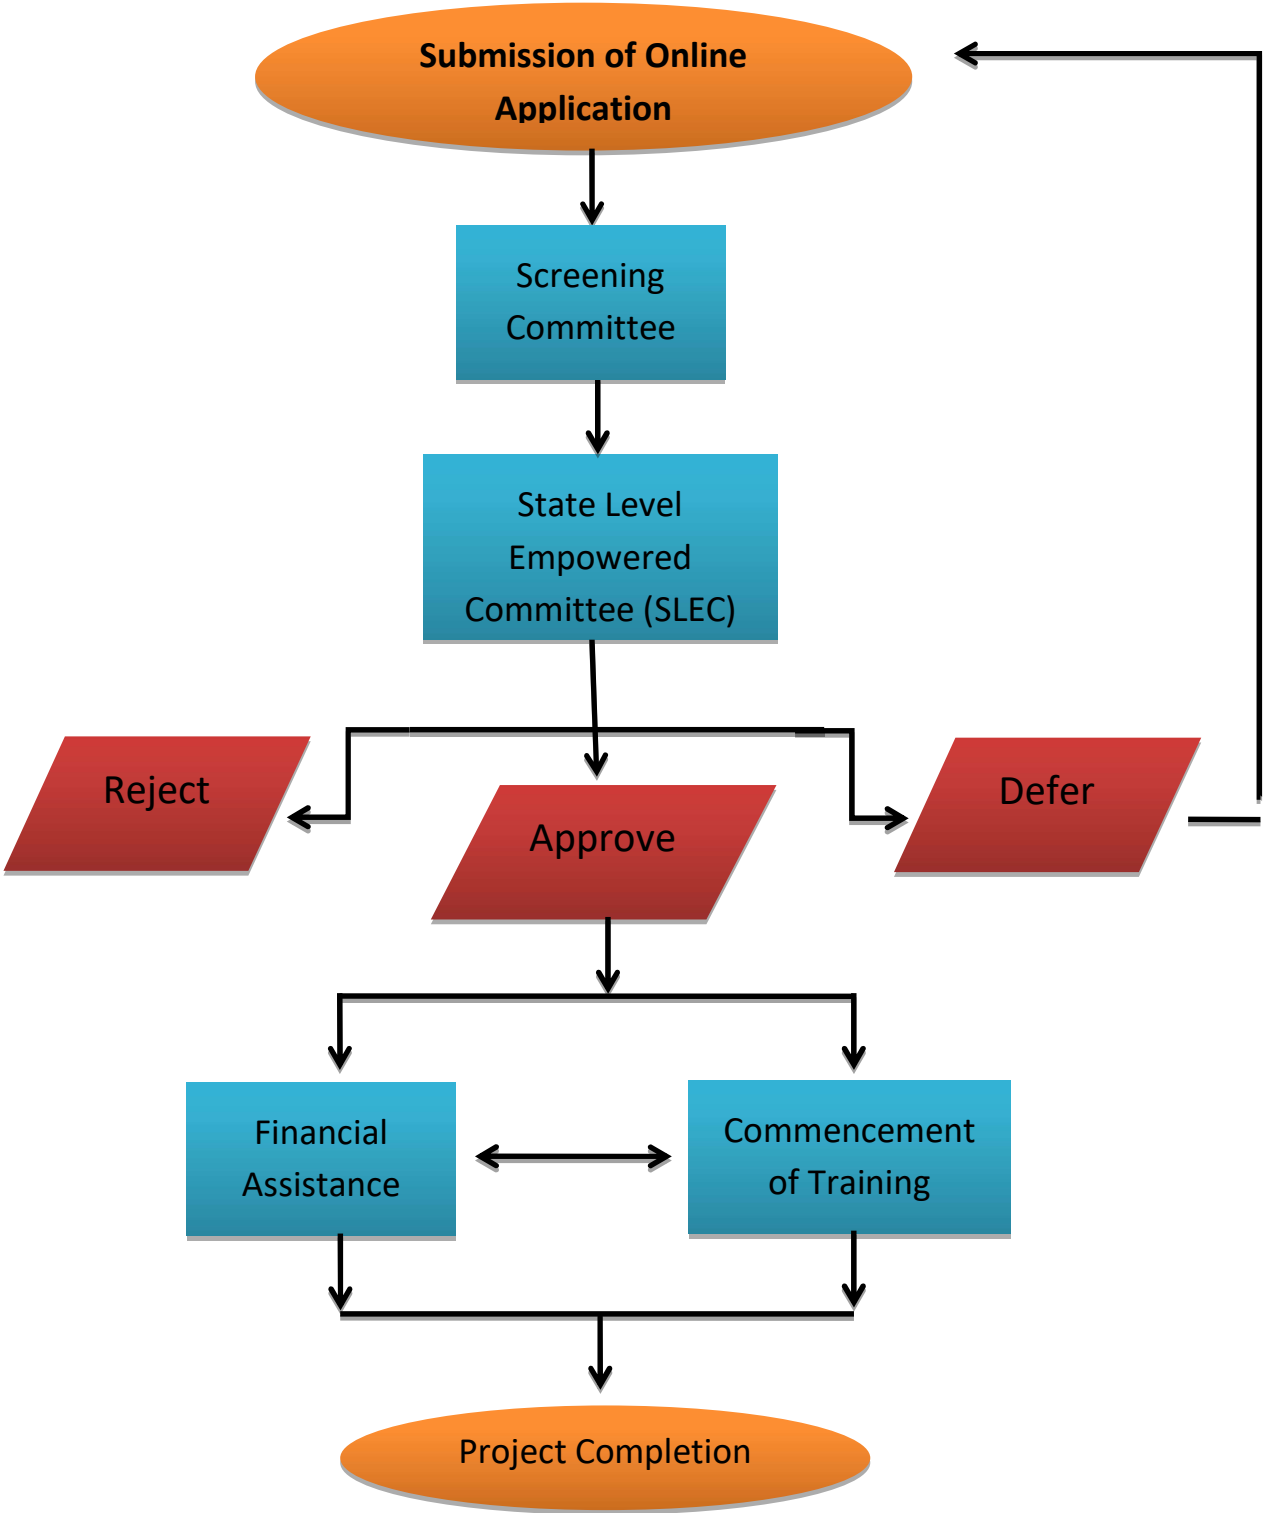 Submission of Online
Application
Screening
Committee
State Level
Empowered
Committee (SLEC)
Reject
Approve
Defer
Financial
Assistance
Commencement
of Training
Project Completion